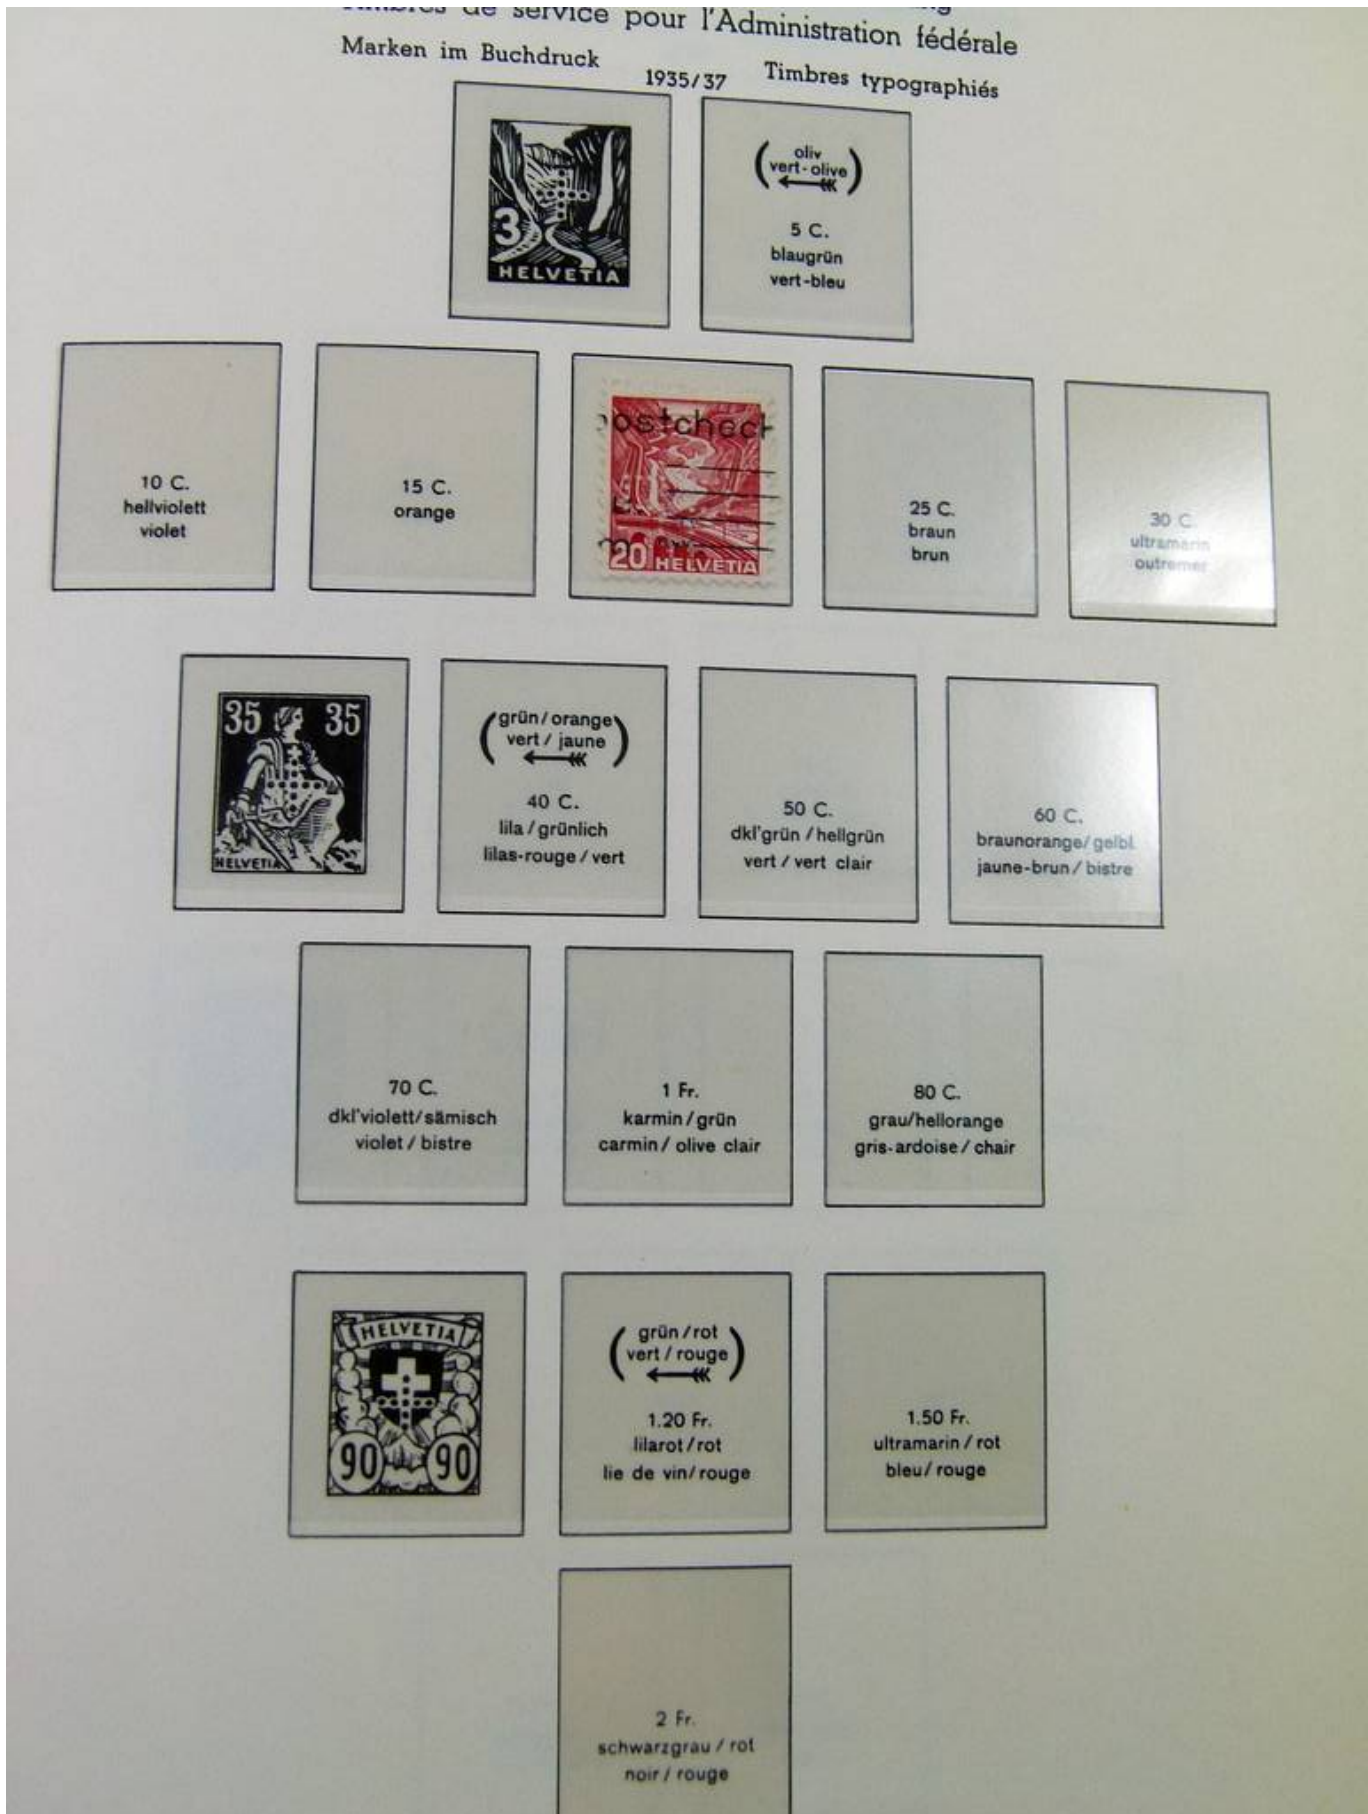 Timbres de service pour l'Administration fédérale
Marken im Buchdruck
1935/37
Timbres typographiés
3
HELVETIA
(oliv
vert-olive)
5 C.
blaugrün
vert-bleu
10 C.
hellviolett
violet
15 C.
orange
postcheck
20 HELVETIA
25 C.
braun
brun
30 C.
ultramarin
outremer
35 35
HELVETIA
(grün/orange
vert / jaune)
40 C.
lila/grünlich
lilas-rouge/vert
50 C.
dkl'grün/hellgrün
vert / vert clair
60 C.
braunorange/gelbl.
jaune-brun/bistre
70 C.
dkl'violett/sämisch
violet / bistre
1 Fr.
karmin/grün
carmin/ olive clair
80 C.
grau/hellorange
gris-ardoise/ chair
HELVETIA
90 90
(grün/rot
vert / rouge)
1.20 Fr.
lilarot/rot
lie de vin/rouge
1.50 Fr.
ultramarin / rot
bleu/ rouge
2 Fr.
schwarzgrau / rot
noir / rouge